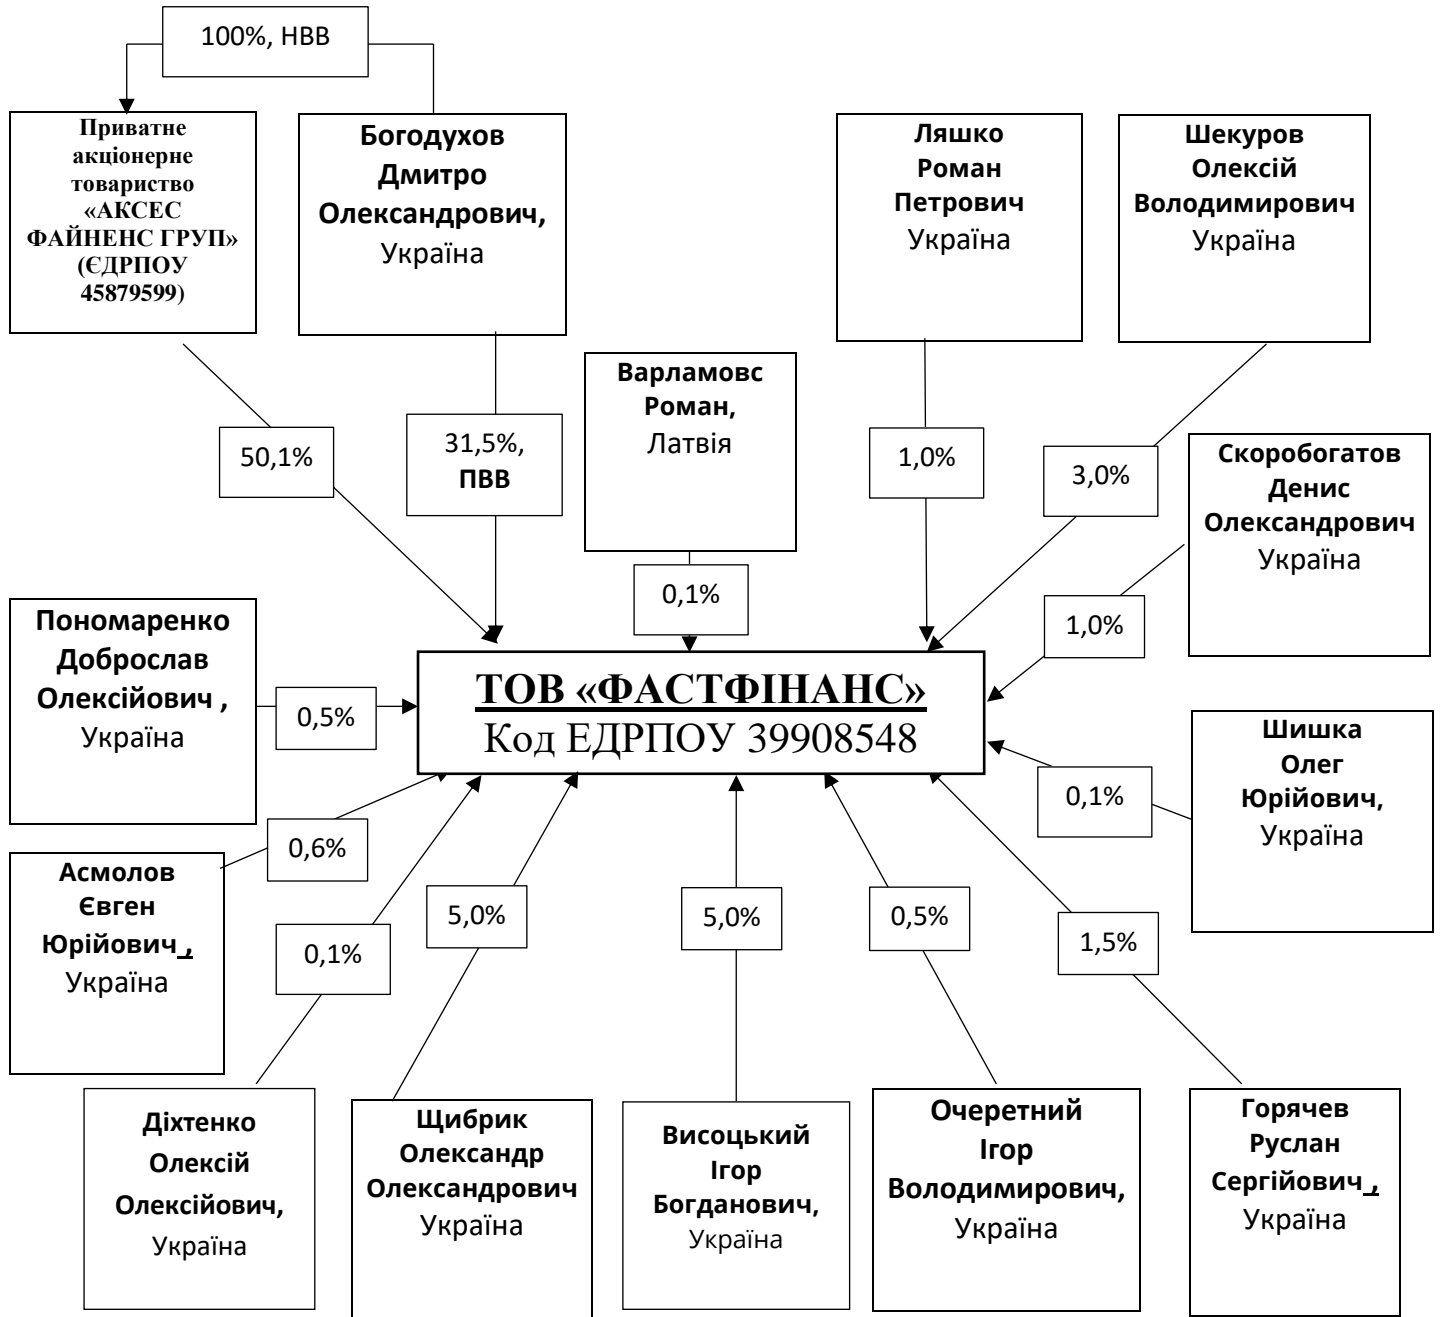 100%, НВВ
Приватне
акціонерне
товариство
«АКСЕС
ФАЙНЕНС ГРУП»
(ЄДРПОУ
45879599)
Богодухов
Дмитро
Олександрович,
Україна
Ляшко
Роман
Петрович
Україна
Шекуров
Олексій
Володимирович
Україна
Варламовс
Роман,
Латвія
50,1%
31,5%,
ПВВ
1,0%
3,0%
Скоробогатов
Денис
Олександрович
Україна
0,1%
1,0%
Пономаренко
Доброслав
Олексійович ,
Україна
0,5%
ТОВ «ФАСТФІНАНС»
Код ЕДРПОУ 39908548
Шишка
Олег
Юрійович,
Україна
0,1%
Асмолов
Євген
Юрійович ,
Україна
0,6%
0,1%
5,0%
5,0%
0,5%
1,5%
Діхтенко
Олексій
Олексійович,
Україна
Щибрик
Олександр
Олександрович
Україна
Висоцький
Ігор
Богданович,
Україна
Очеретний
Ігор
Володимирович,
Україна
Горячев
Руслан
Сергійович ,
Україна